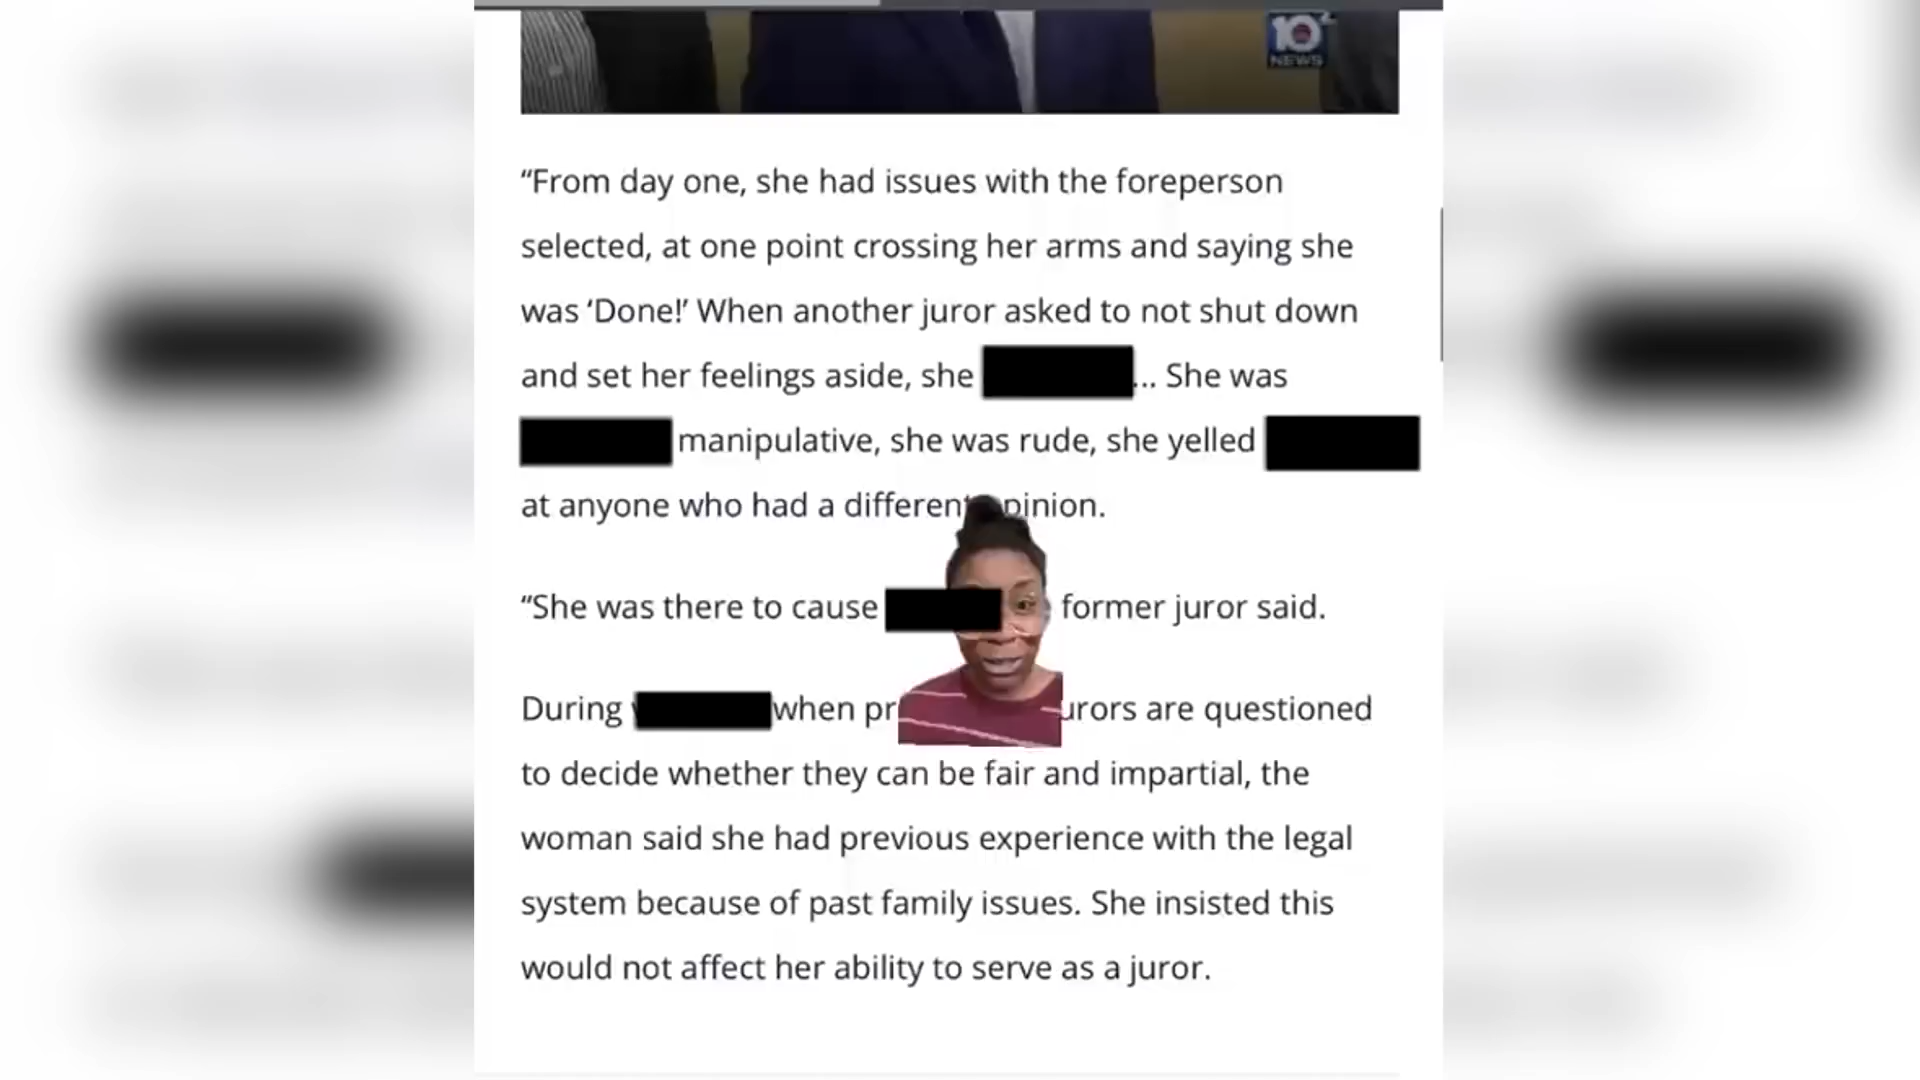 10
NEWS
“From day one, she had issues with the foreperson
selected, at one point crossing her arms and saying she
was ‘Done!’ When another juror asked to not shut down
and set her feelings aside, she ... She was
manipulative, she was rude, she yelled
at anyone who had a different pinion.
“She was there to cause former juror said.
During when pr urors are questioned
to decide whether they can be fair and impartial, the
woman said she had previous experience with the legal
system because of past family issues. She insisted this
would not affect her ability to serve as a juror.